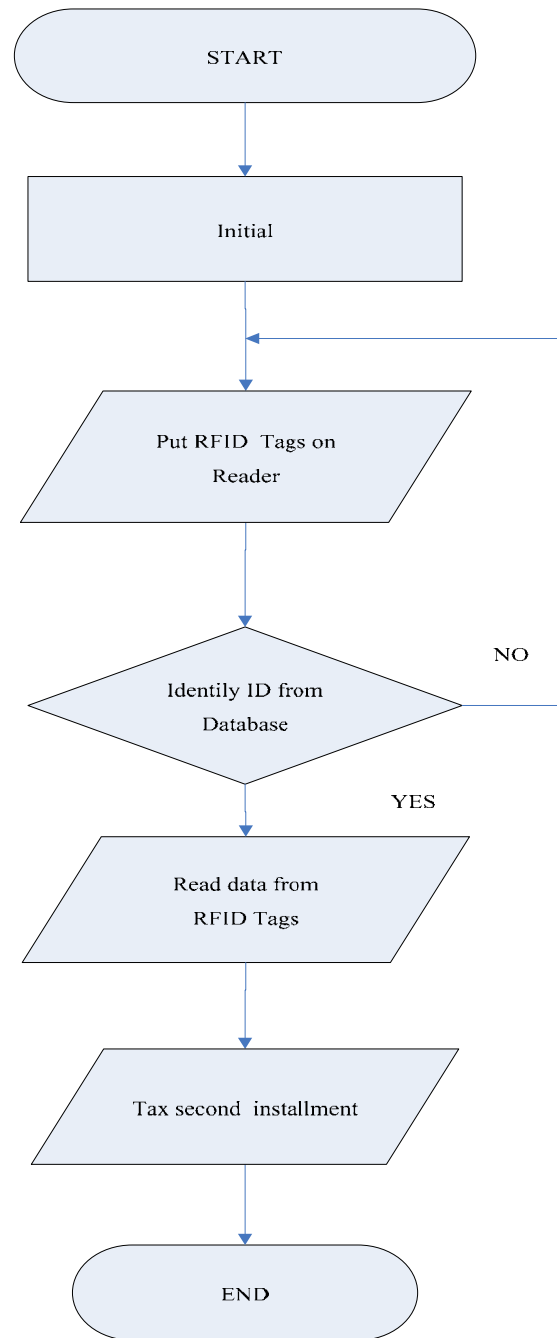 START
Initial
Put RFID Tags on
Reader
NO
Identily ID from
Database
YES
Read data from
RFID Tags
Tax second installment
END